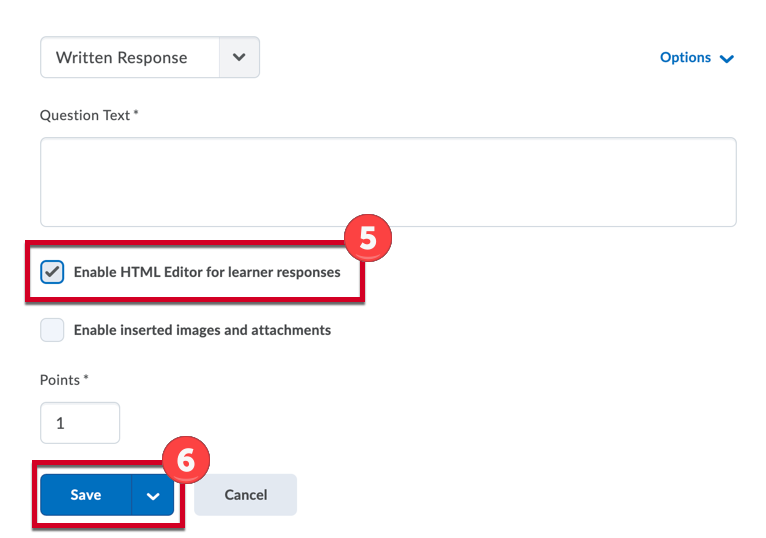 Written Response
Options
Question Text *
5
Enable HTML Editor for learner responses
Enable inserted images and attachments
Points *
1
6
Save
Cancel